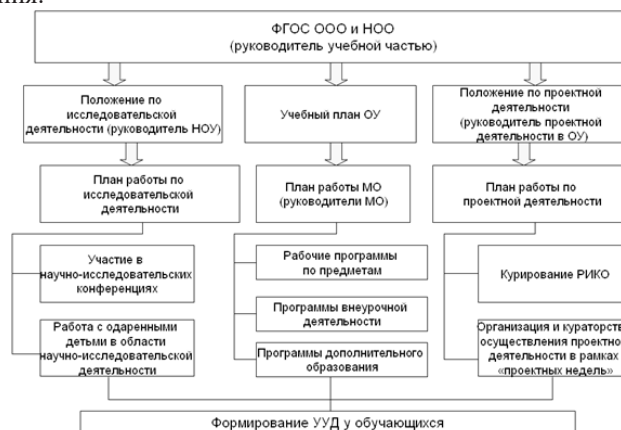 ФГОС ООО и НОО
(руководитель учебной частью)
Положение по
исследовательской
деятельности (руководитель НОУ)
Учебный план ОУ
Положение по проектной
деятельности
(руководитель проектной
деятельности в ОУ)
План работы по
исследовательской
деятельности
План работы МО
(руководители МО)
План работы по
проектной деятельности
Участие в
научно-исследовательских
конференциях
Рабочие программы
по предметам
Курирование РИКО
Программы внеурочной
деятельности
Работа с одаренными
детьми в области
научно-исследовательской
деятельности
Программы дополнительного
образования
Организация и кураторств
осуществления проектно
деятельности в рамках
«проектных недель»
Формирование УУД у обучающихся